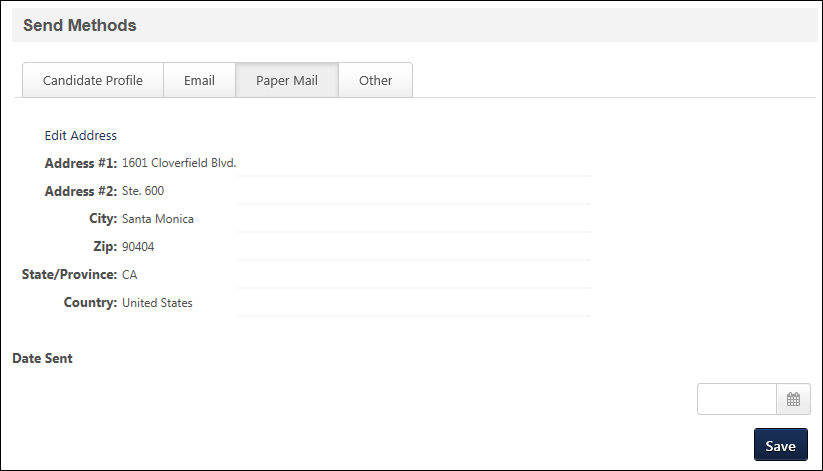 Send Methods
Candidate Profile Email Paper Mail Other
Edit Address
Address #1: 1601 Cloverfield Blvd.
Address #2: Ste. 600
City: Santa Monica
Zip: 90404
State/Province: CA
Country: United States
Date Sent
Save